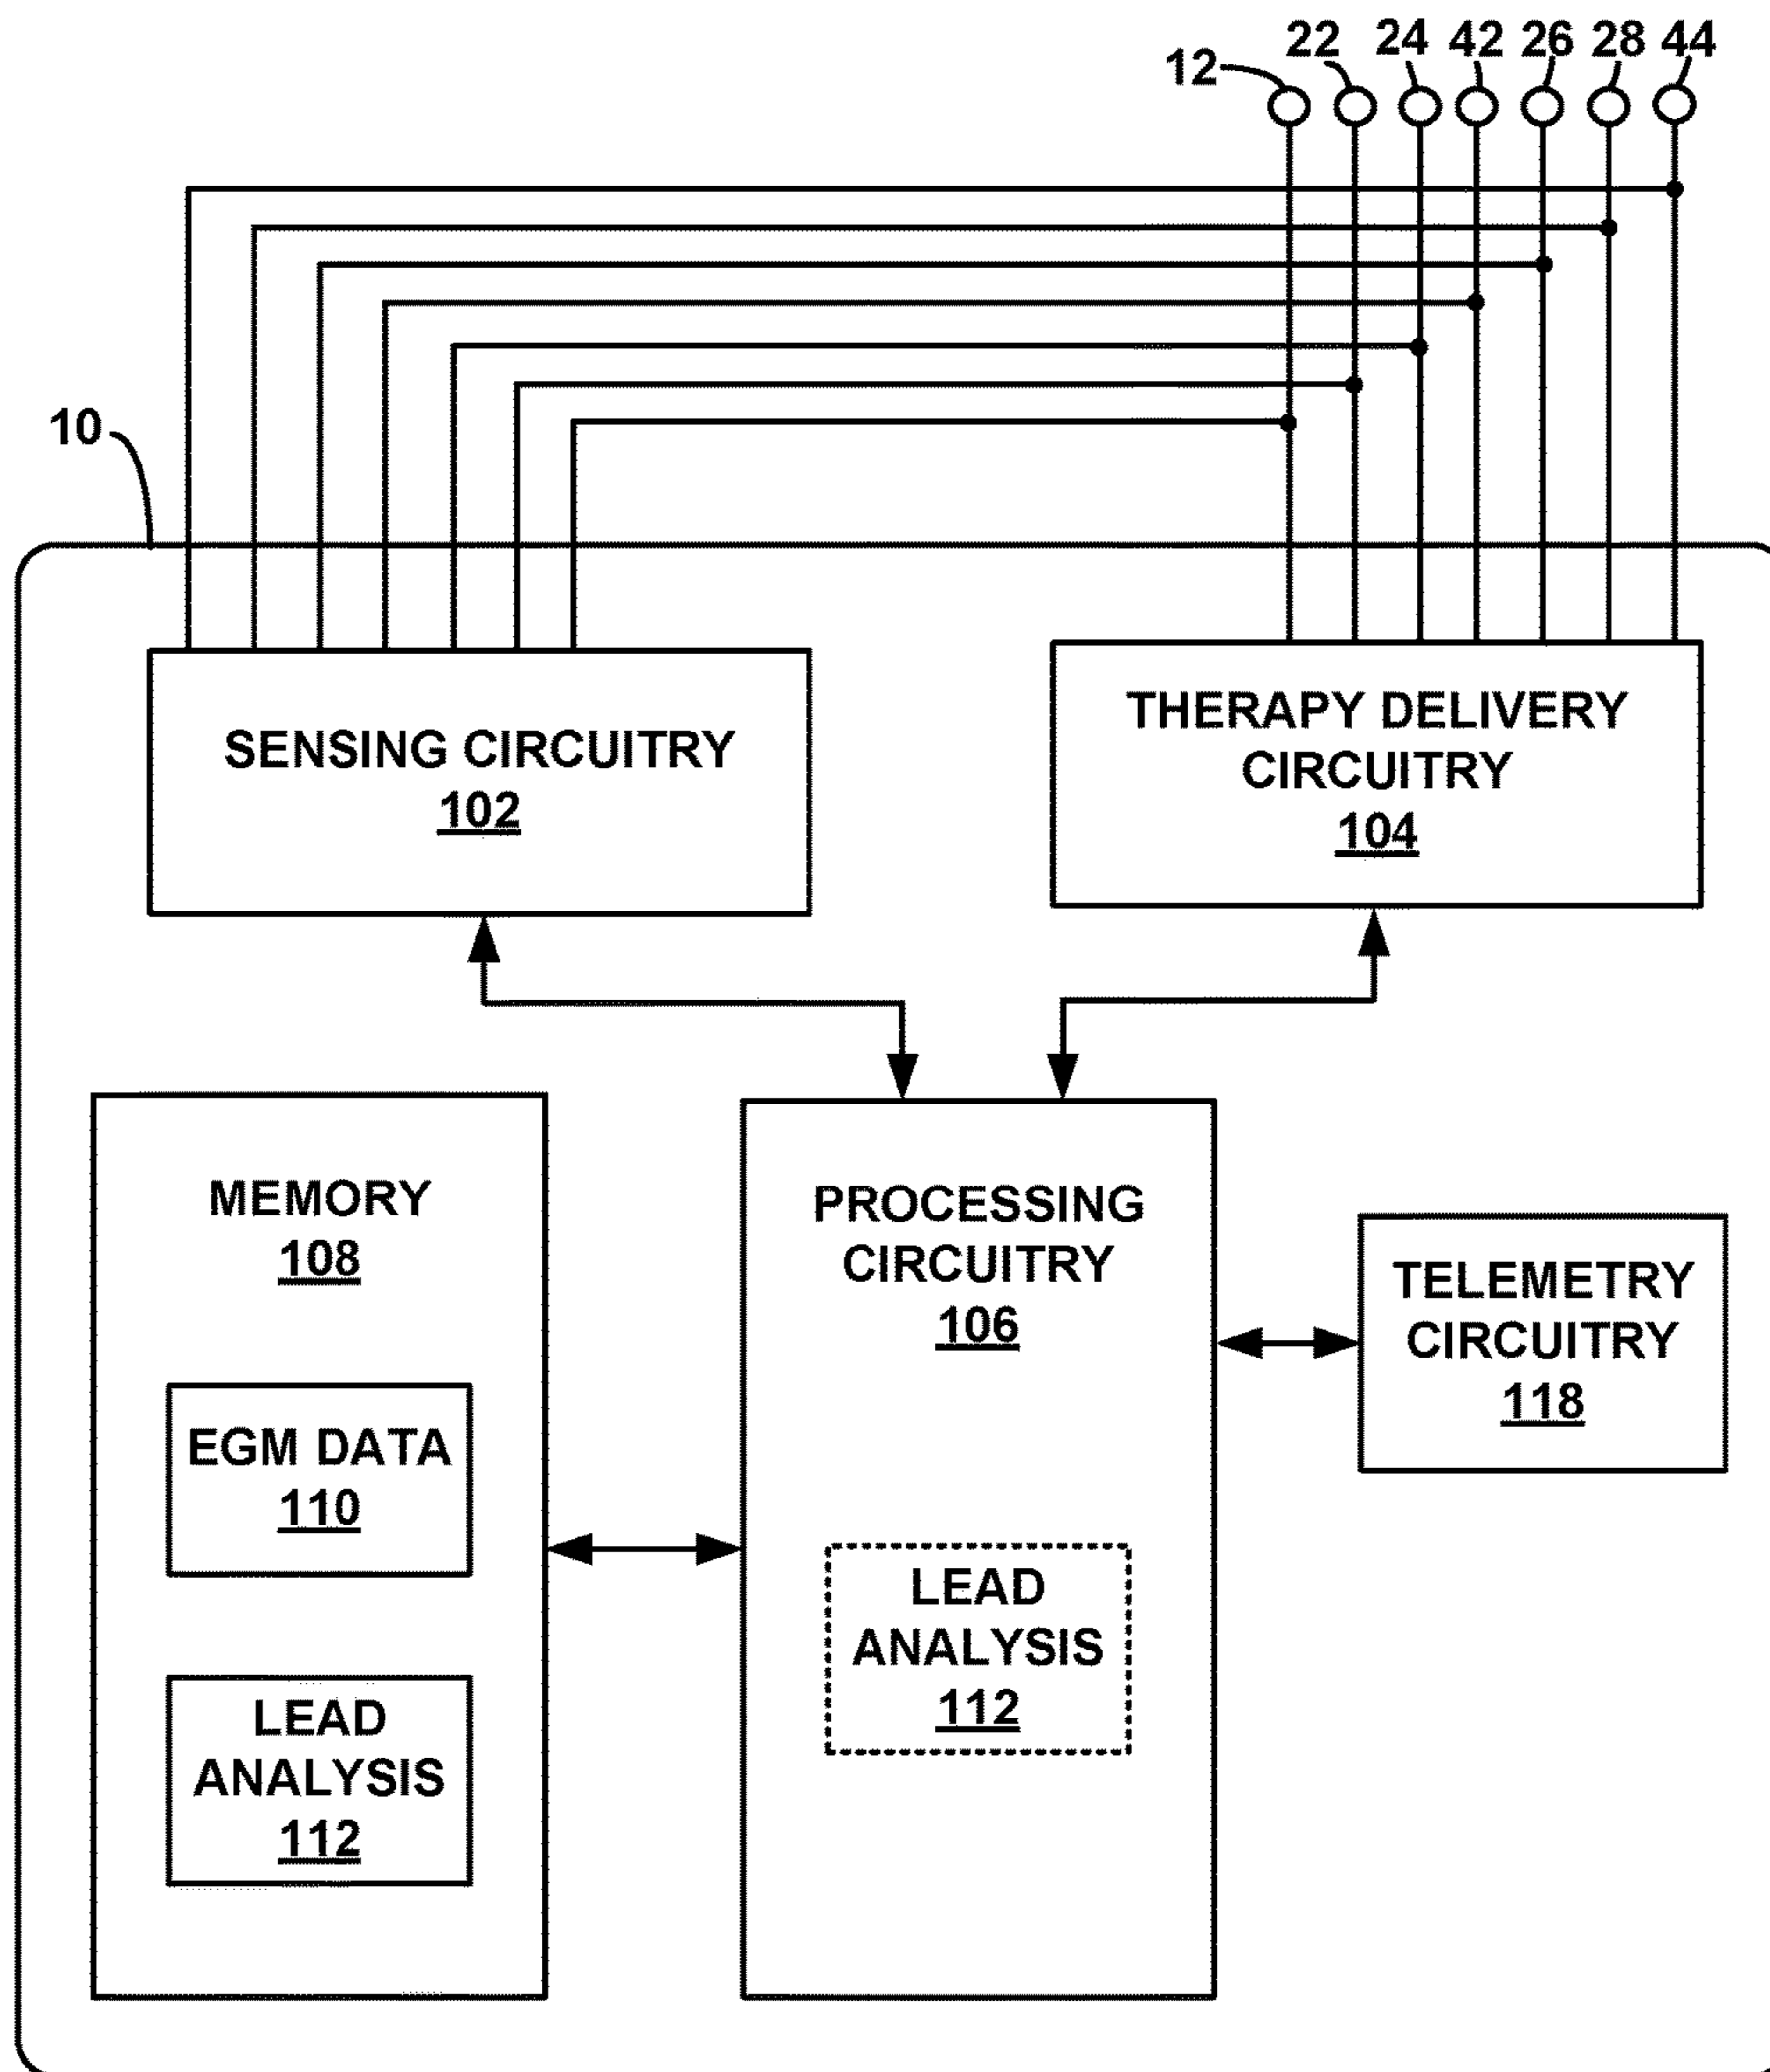 12 22 24 42 26 28 44
10
SENSING CIRCUITRY
102
THERAPY DELIVERY
CIRCUITRY
104
MEMORY
108
EGM DATA
110
LEAD
ANALYSIS
112
PROCESSING
CIRCUITRY
106
LEAD
ANALYSIS
112
TELEMETRY
CIRCUITRY
118